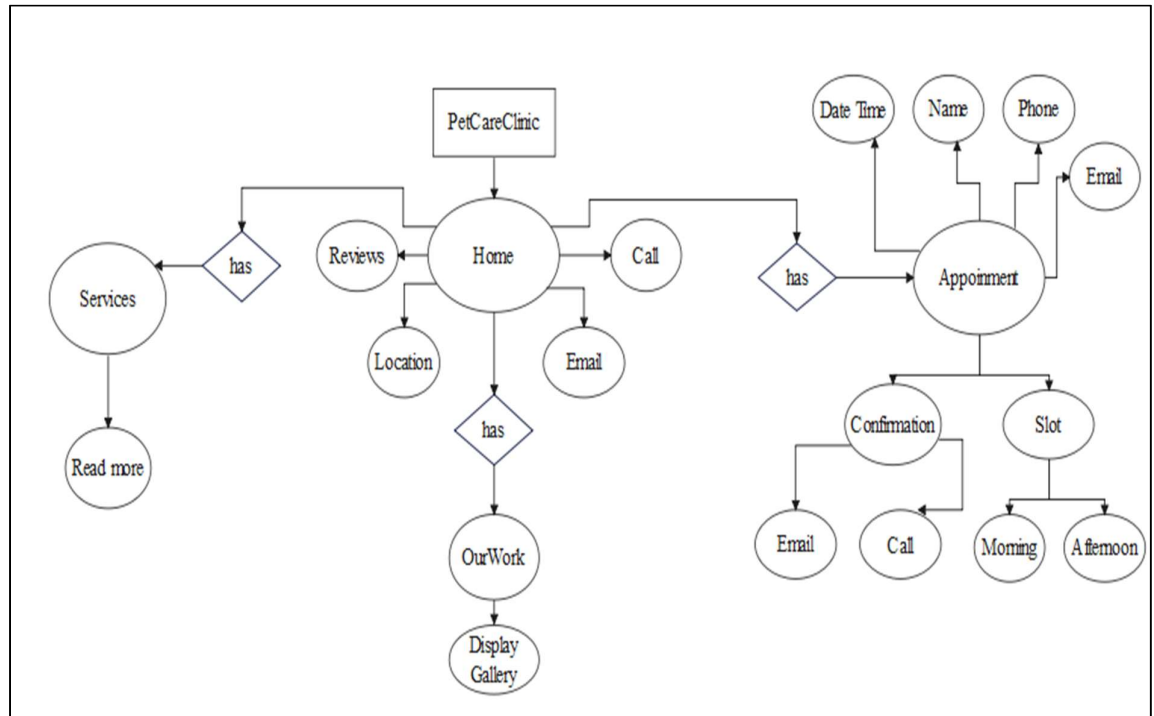 PetCareClinic
Date Time
Name
Phone
Email
Reviews
Home
Call
has
has
Appoinment
Services
Location
Email
has
Confirmation
Slot
Read more
Email
Call
Morning
Afternoon
OurWork
Display
Gallery